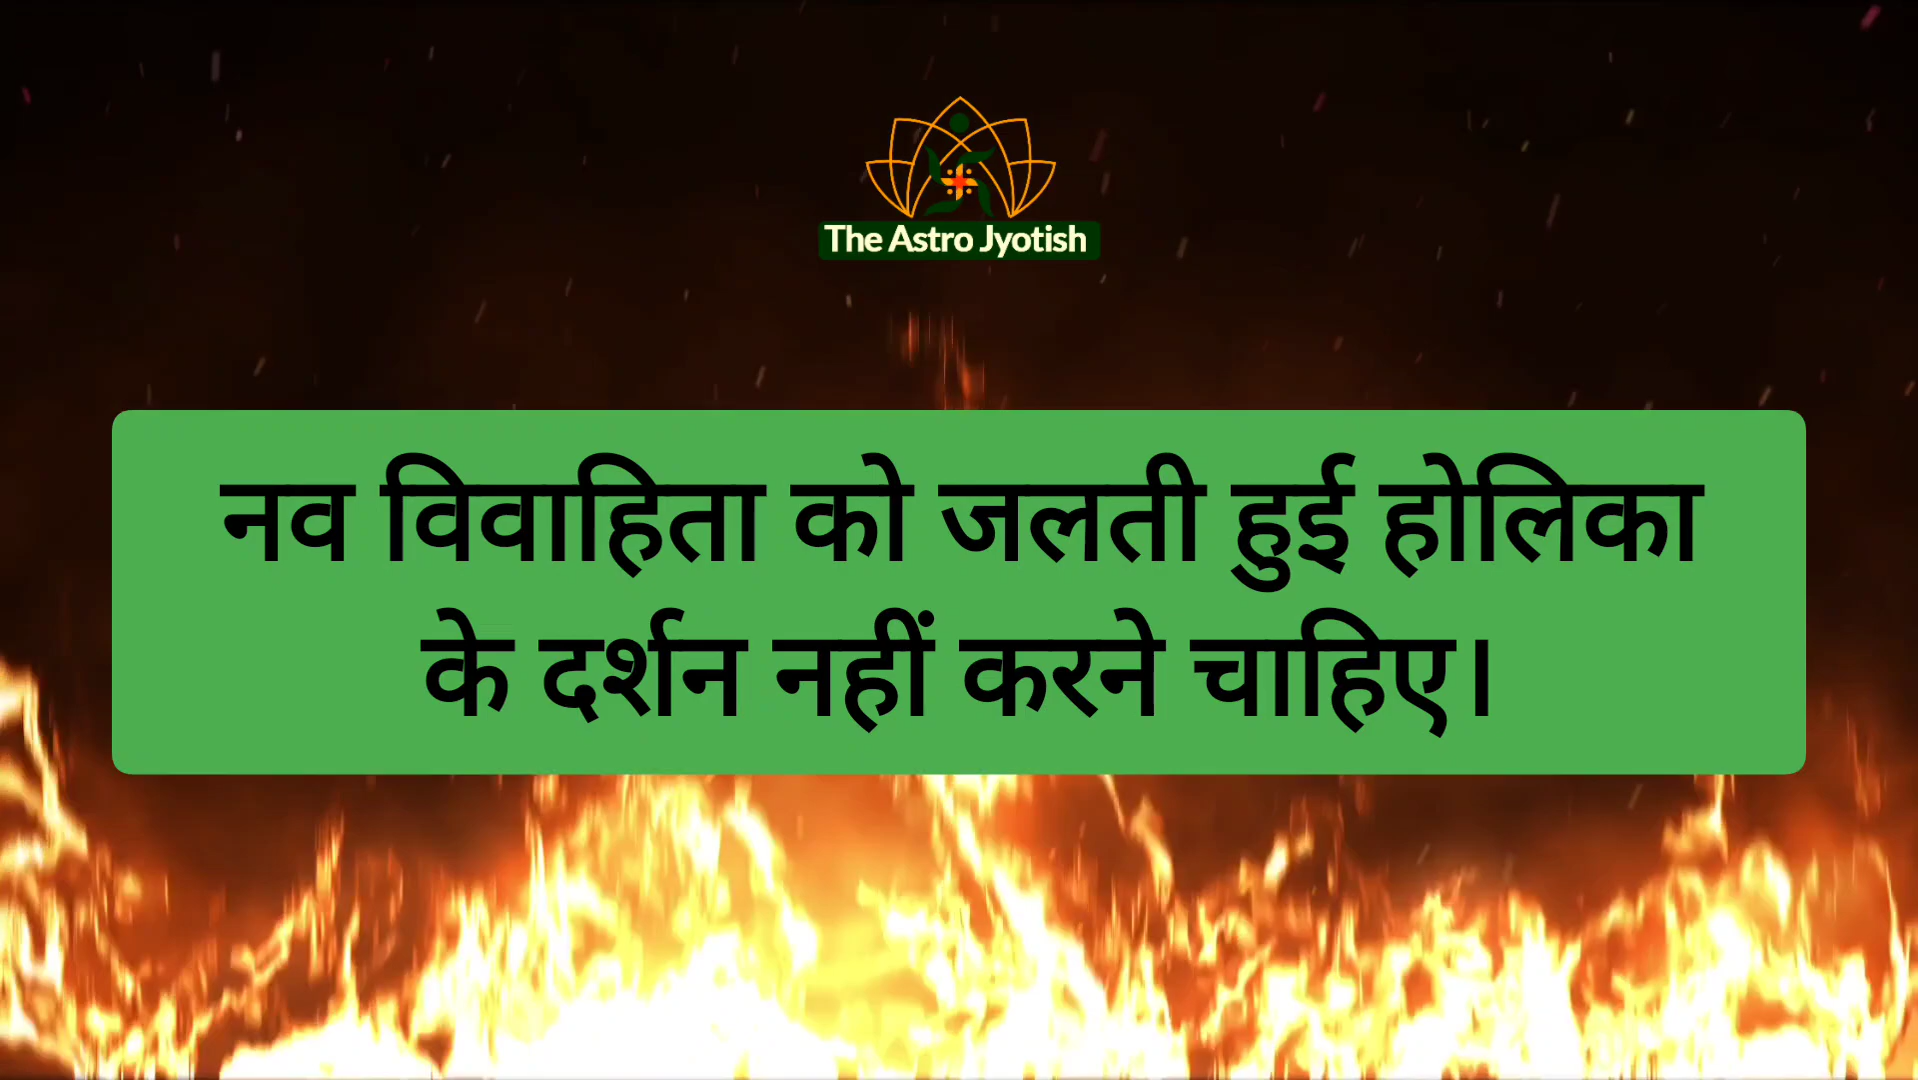 The Astro Jyotish
नव विवाहिता को जलती हुई होलिका
के दर्शन नहीं करने चाहिए।